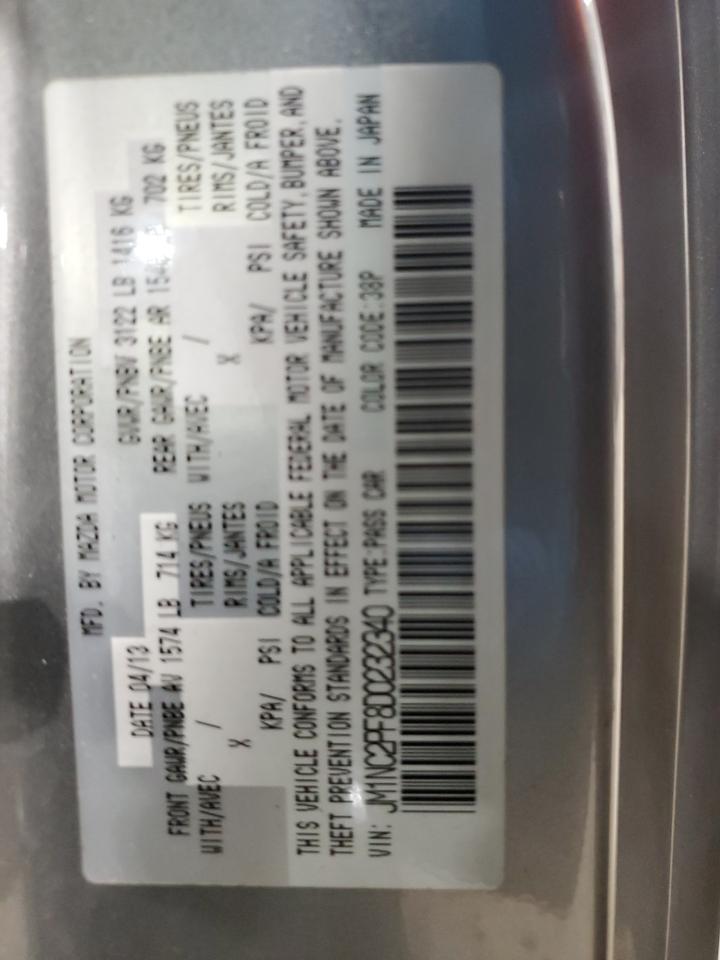 MFD. BY MAZDA MOTOR CORPORATION
DATE 04/13 GVWR/PNBV 3122 LB 1416 KG
FRONT GAWR/PNBE AV 1574 LB 714 KG REAR GAWR/PNBE AR 702 KG
WITH/AVEC / TIRES/PNEUS WITH/AVEC / TIRES/PNEUS
X RIMS/JANTES X RIMS/JANTES
KPA/ PSI COLD/A FROID KPA/ PSI COLD/A FROID
THIS VEHICLE CONFORMS TO ALL APPLICABLE FEDERAL MOTOR VEHICLE SAFETY, BUMPER, AND
THEFT PREVENTION STANDARDS IN EFFECT ON THE DATE OF MANUFACTURE SHOWN ABOVE.
VIN: JM1NC2PF8D0232340 TYPE:PASS CAR COLOR CODE:38P MADE IN JAPAN